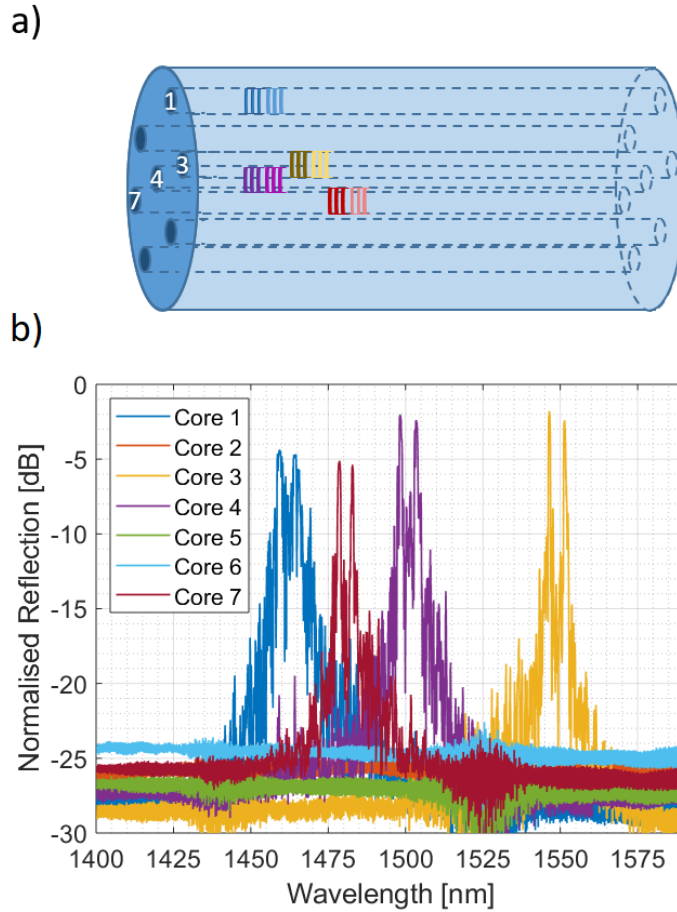 a)
1
3
4
7
b)
Normalised Reflection [dB]
0
-5
-10
-15
-20
-25
-30
Core 1
Core 2
Core 3
Core 4
Core 5
Core 6
Core 7
1400 1425 1450 1475 1500 1525 1550 1575
Wavelength [nm]